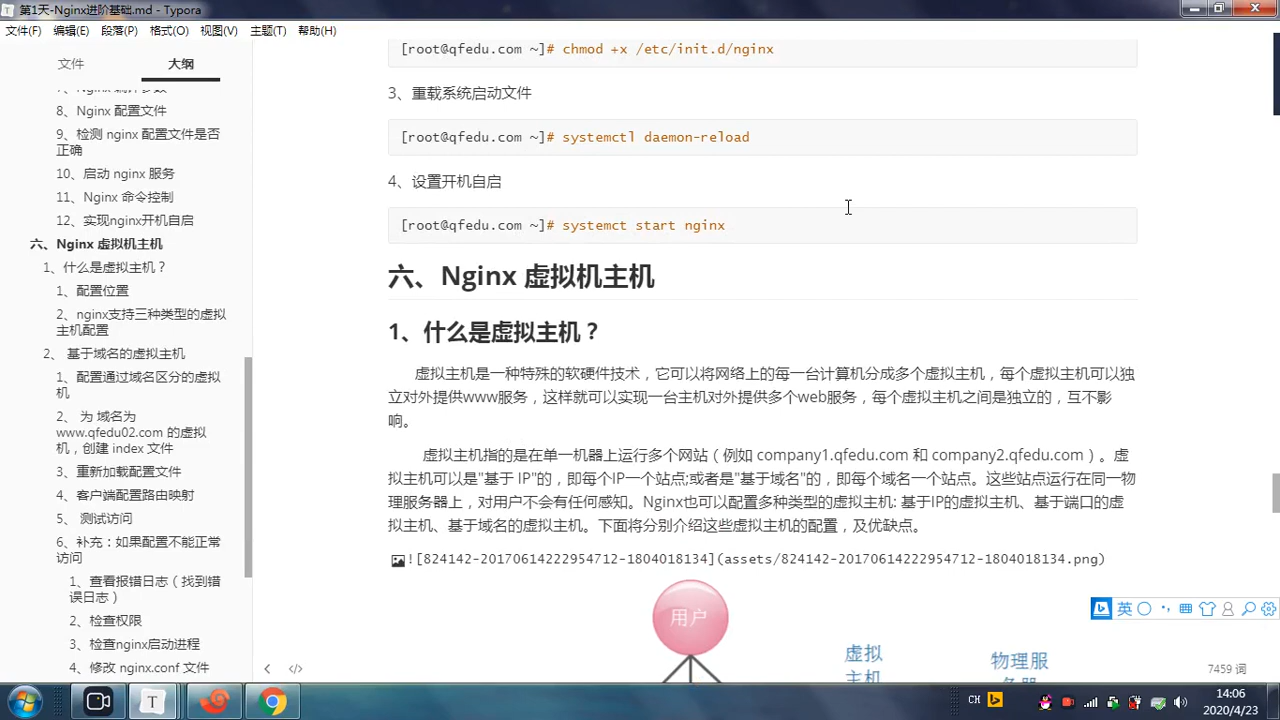 第1天-Nginx进阶基础.md - Typora
文件(F) 编辑(E) 段落(P) 格式(O) 视图(V) 主题(T) 帮助(H)
文件 大纲
8、Nginx 配置文件
9、检测 nginx 配置文件是否
正确
10、启动 nginx 服务
11、Nginx 命令控制
12、实现nginx开机自启
六、Nginx 虚拟机主机
1、什么是虚拟主机？
1、配置位置
2、nginx支持三种类型的虚拟
主机配置
2、 基于域名的虚拟主机
1、配置通过域名区分的虚拟
机
2、 为 域名为
www.qfedu02.com 的虚拟
机，创建 index 文件
3、重新加载配置文件
4、客户端配置路由映射
5、 测试访问
6、补充：如果配置不能正常
访问
1、查看报错日志（找到错
误日志）
2、检查权限
3、检查nginx启动进程
4、修改 nginx.conf 文件
[root@qfedu.com ~]# chmod +x /etc/init.d/nginx
3、重载系统启动文件
[root@qfedu.com ~]# systemctl daemon-reload
4、设置开机自启
[root@qfedu.com ~]# systemct start nginx
六、Nginx 虚拟机主机
1、什么是虚拟主机？
虚拟主机是一种特殊的软硬件技术，它可以将网络上的每一台计算机分成多个虚拟主机，每个虚拟主机可以独
立对外提供www服务，这样就可以实现一台主机对外提供多个web服务，每个虚拟主机之间是独立的，互不影
响。
虚拟主机指的是在单一机器上运行多个网站（例如 company1.qfedu.com 和 company2.qfedu.com ）。虚
拟主机可以是"基于 IP"的，即每个IP一个站点;或者是"基于域名"的，即每个域名一个站点。这些站点运行在同一物
理服务器上，对用户不会有任何感知。Nginx也可以配置多种类型的虚拟主机: 基于IP的虚拟主机、基于端口的虚
拟主机、基于域名的虚拟主机。下面将分别介绍这些虚拟主机的配置，及优缺点。
![824142-20170614222954712-1804018134](assets/824142-20170614222954712-1804018134.png)
用户
虚拟
主机
物理服
英
7459 词
CH
14:06
2020/4/23